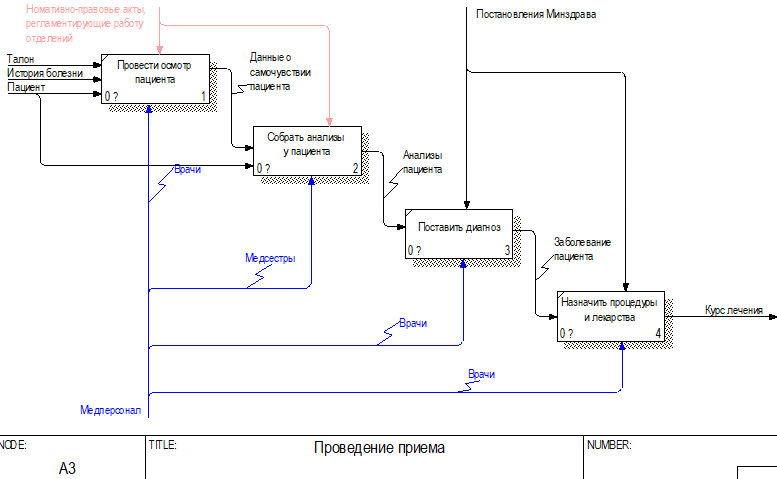 Номативно-правовые акты,
регламентирующие работу
отделений
Постановления Минздрава
Талон
История болезни
Пациент
Провести осмотр
пациента
0 ?
1
Данные о
самочувствии
пациента
Собрать анализы
у пациента
0 ?
2
Врачи
Анализы
пациента
Поставить диагноз
0 ?
3
Медсестры
Заболевание
пациента
Назначить процедуры
и лекарства
0 ?
4
Курс лечения
Врачи
Врачи
Медперсонал
NODE:
TITLE:
Проведение приема
NUMBER:
A3